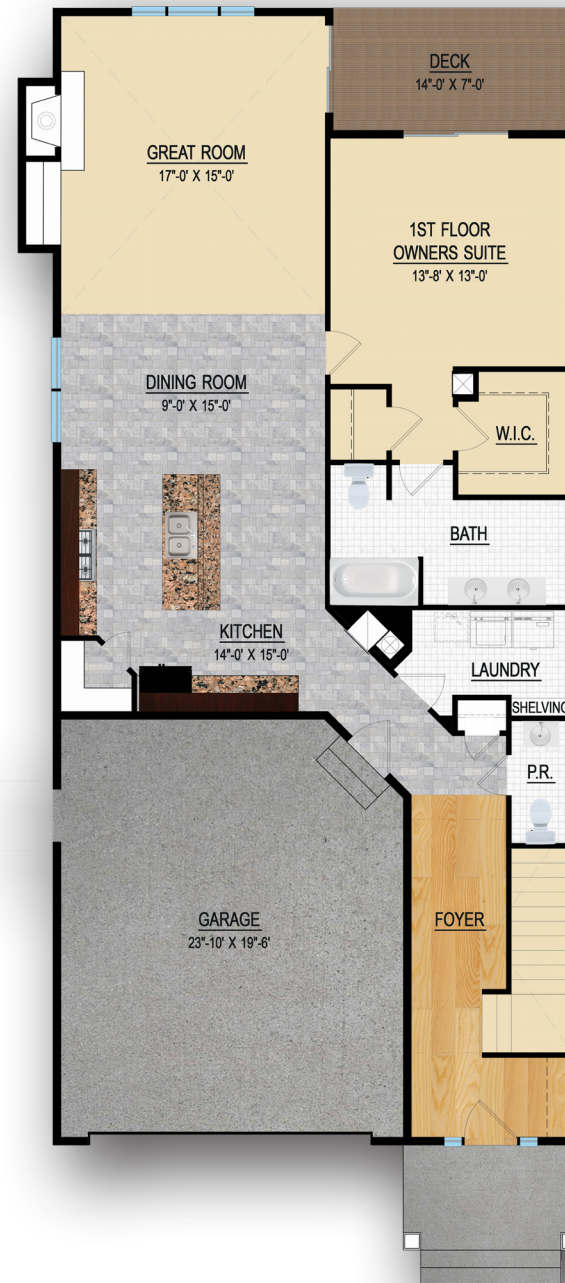 DECK
14"-0' X 7"-0'
GREAT ROOM
17"-0' X 15"-0'
1ST FLOOR
OWNERS SUITE
13"-8' X 13"-0'
DINING ROOM
9"-0' X 15"-0'
W.I.C.
BATH
KITCHEN
14"-0' X 15"-0'
LAUNDRY
SHELVING
P.R.
GARAGE
23"-10' X 19"-6'
FOYER